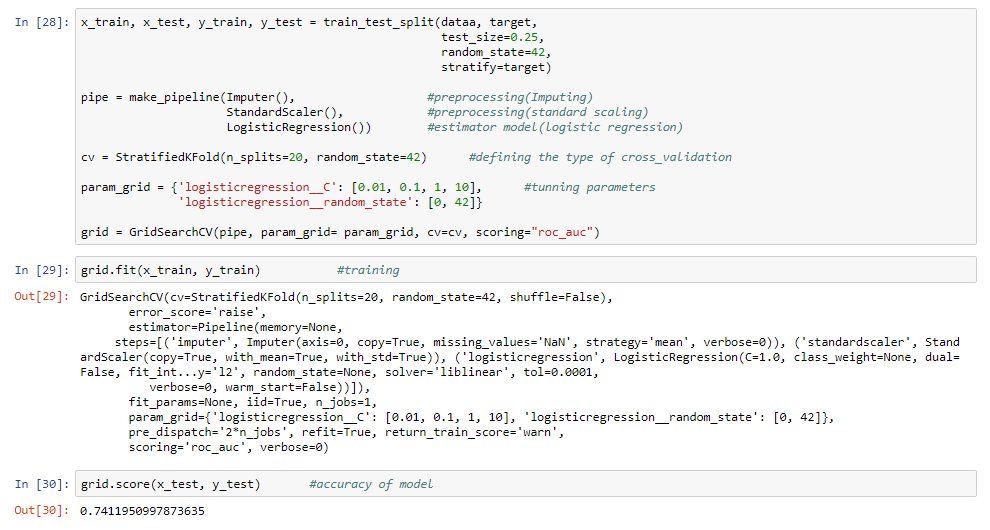 In [28]: x_train, x_test, y_train, y_test = train_test_split(dataa, target,
test_size=0.25,
random_state=42,
stratify=target)
pipe = make_pipeline(Imputer(), #preprocessing(Imputing)
StandardScaler(), #preprocessing(standard scaling)
LogisticRegression()) #estimator model(logistic regression)
cv = StratifiedKFold(n_splits=20, random_state=42) #defining the type of cross_validation
param_grid = {'logisticregression__C': [0.01, 0.1, 1, 10], #tunning parameters
'logisticregression__random_state': [0, 42]}
grid = GridSearchCV(pipe, param_grid= param_grid, cv=cv, scoring="roc_auc")
In [29]: grid.fit(x_train, y_train) #training
Out[29]: GridSearchCV(cv=StratifiedKFold(n_splits=20, random_state=42, shuffle=False),
error_score='raise',
estimator=Pipeline(memory=None,
steps=[('imputer', Imputer(axis=0, copy=True, missing_values='NaN', strategy='mean', verbose=0)), ('standardscaler', Stand
ardScaler(copy=True, with_mean=True, with_std=True)), ('logisticregression', LogisticRegression(C=1.0, class_weight=None, dual=
False, fit_int...y='l2', random_state=None, solver='liblinear', tol=0.0001,
verbose=0, warm_start=False))]),
fit_params=None, iid=True, n_jobs=1,
param_grid={'logisticregression__C': [0.01, 0.1, 1, 10], 'logisticregression__random_state': [0, 42]},
pre_dispatch='2*n_jobs', refit=True, return_train_score='warn',
scoring='roc_auc', verbose=0)
In [30]: grid.score(x_test, y_test) #accuracy of model
Out[30]: 0.7411950997873635